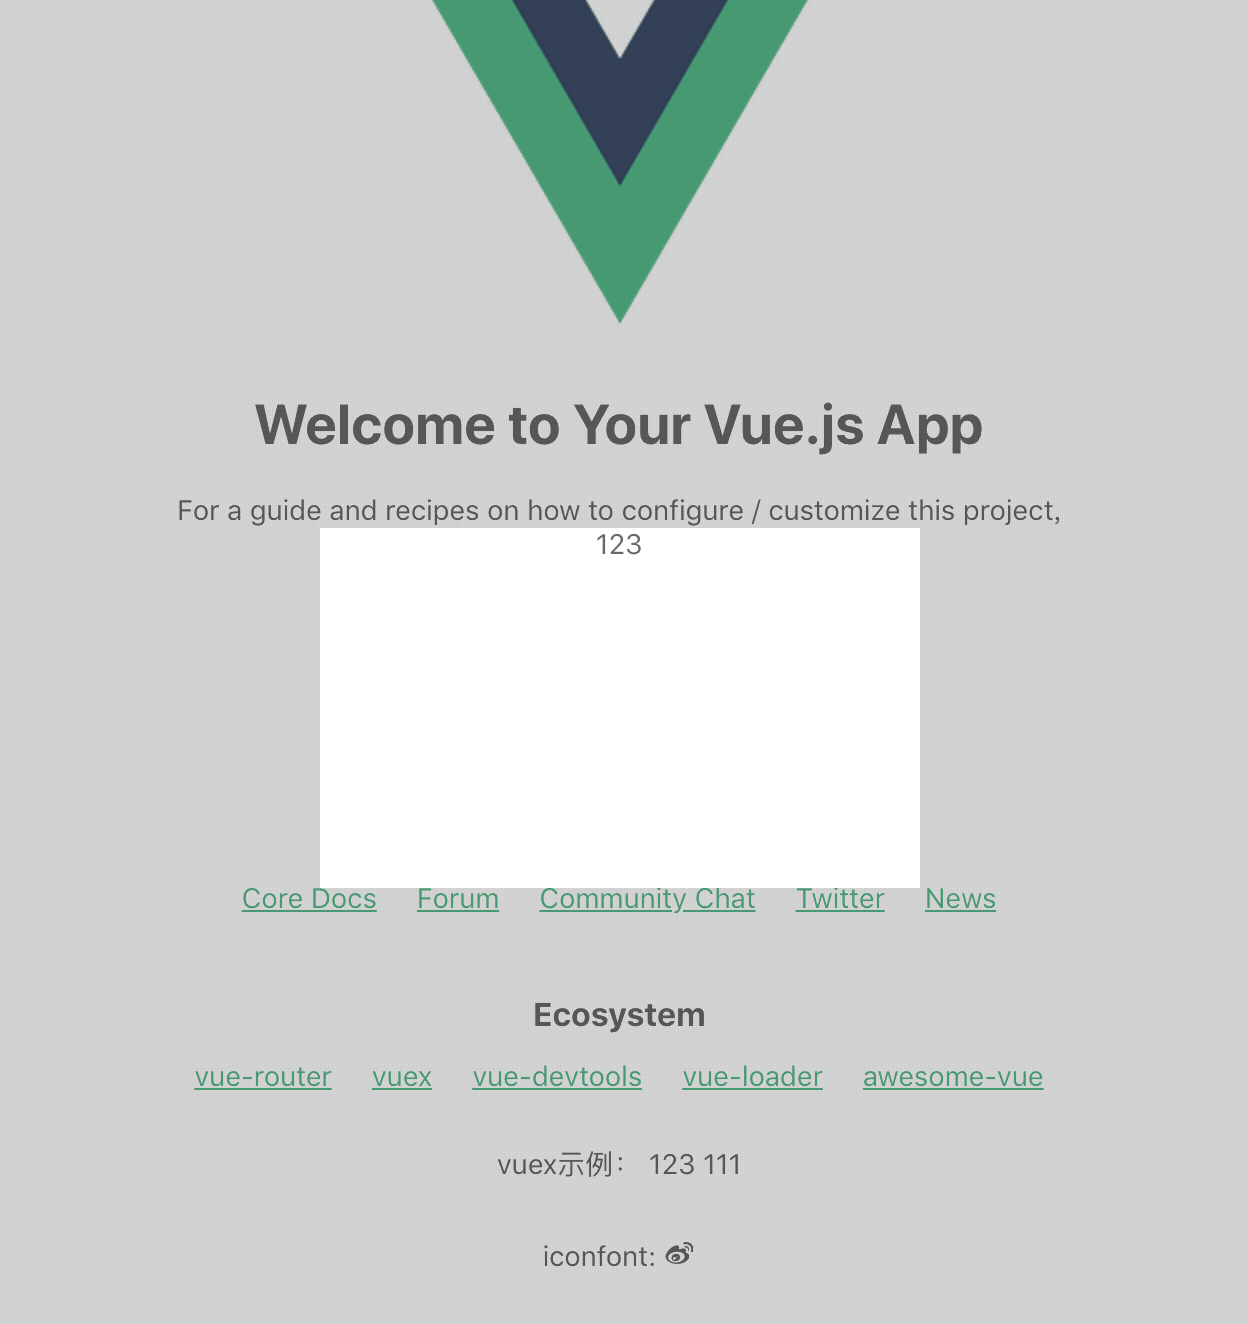 Welcome to Your Vue.js App
For a guide and recipes on how to configure / customize this project,
123
Core Docs Forum Community Chat Twitter News
Ecosystem
vue-router vuex vue-devtools vue-loader awesome-vue
vuex示例： 123 111
iconfont: